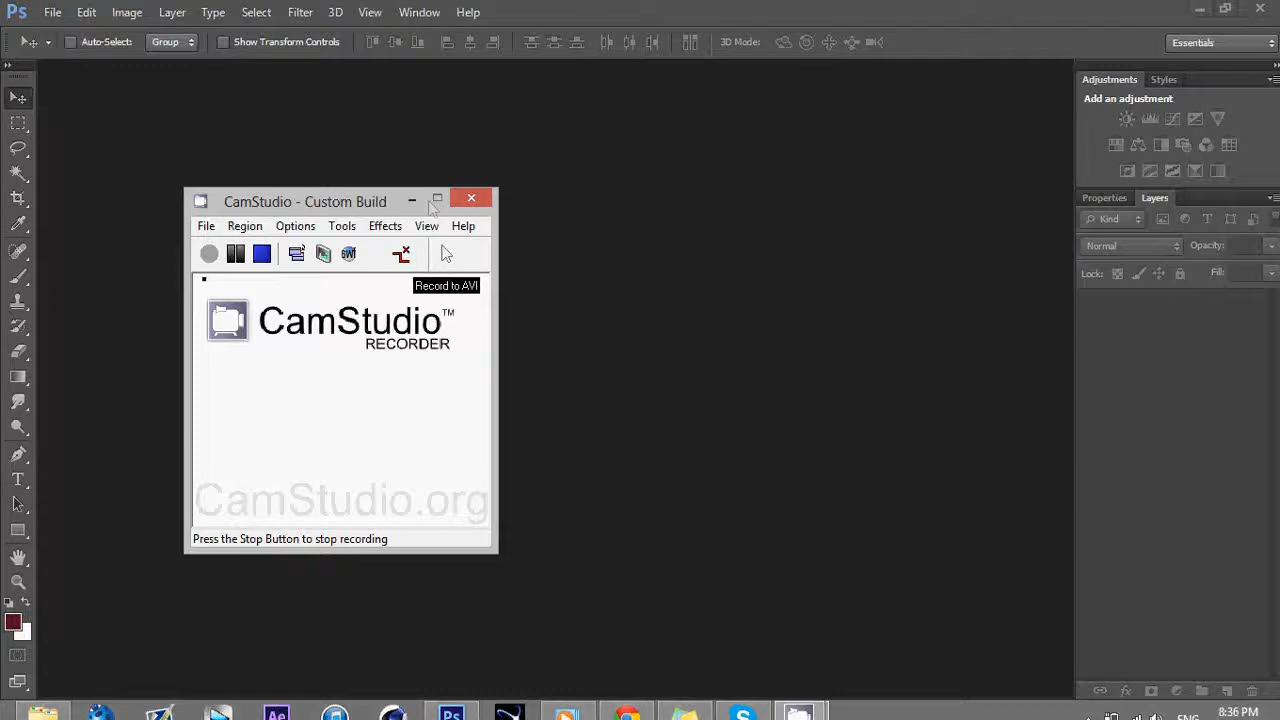 Ps File Edit Image Layer Type Select Filter 3D View Window Help
Auto-Select: Group Show Transform Controls 3D Mode: Essentials
Adjustments Styles
Add an adjustment
Properties Layers
Kind
Normal Opacity:
Lock: Fill:
CamStudio - Custom Build
File Region Options Tools Effects View Help
Record to AVI
CamStudio™
RECORDER
CamStudio.org
Press the Stop Button to stop recording
T
Ae Ps S
ENG 8:36 PM